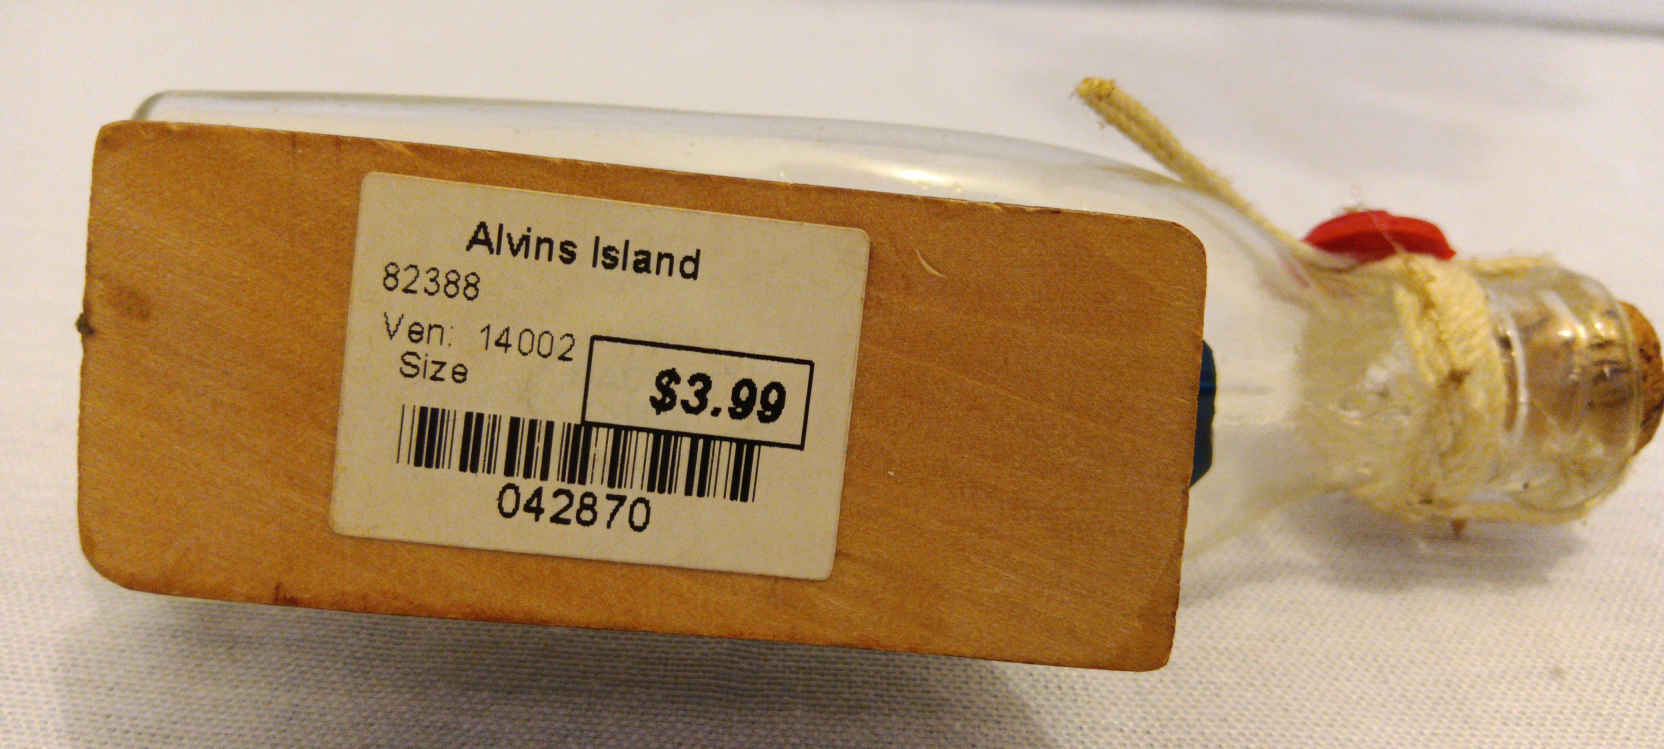 Alvins Island
82388
Ven: 14002
Size
$3.99
042870